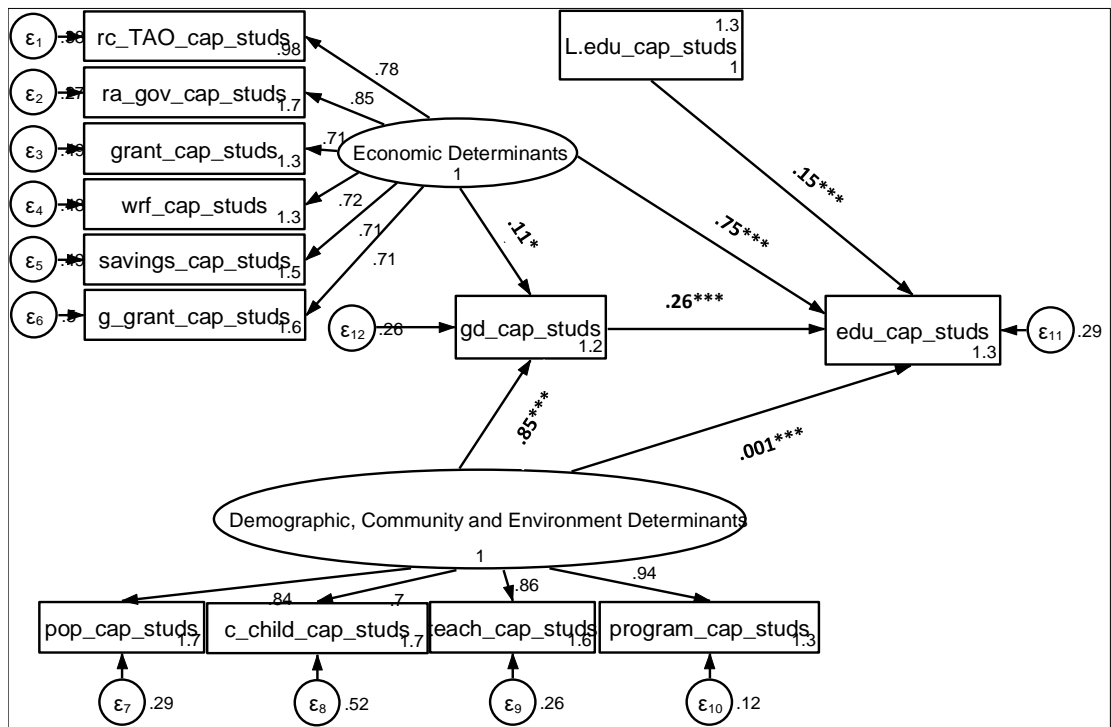 ε1
rc_TAO_cap_studs
.98
ε2
ra_gov_cap_studs
1.7
ε3
grant_cap_studs
1.3
ε4
wrf_cap_studs
1.3
ε5
savings_cap_studs
1.5
ε6
g_grant_cap_studs
1.6
.78
.85
.71
.72
.71
.71
Economic Determinants
1
1.3
L.edu_cap_studs
1
.15***
.75***
.11*
.26***
ε12
.26
gd_cap_studs
1.2
edu_cap_studs
1.3
ε11
.29
.85***
.001***
Demographic, Community and Environment Determinants
1
.84
.7
.86
.94
pop_cap_studs
1.7
c_child_cap_studs
1.7
teach_cap_studs
1.6
program_cap_studs
1.3
ε7
.29
ε8
.52
ε9
.26
ε10
.12